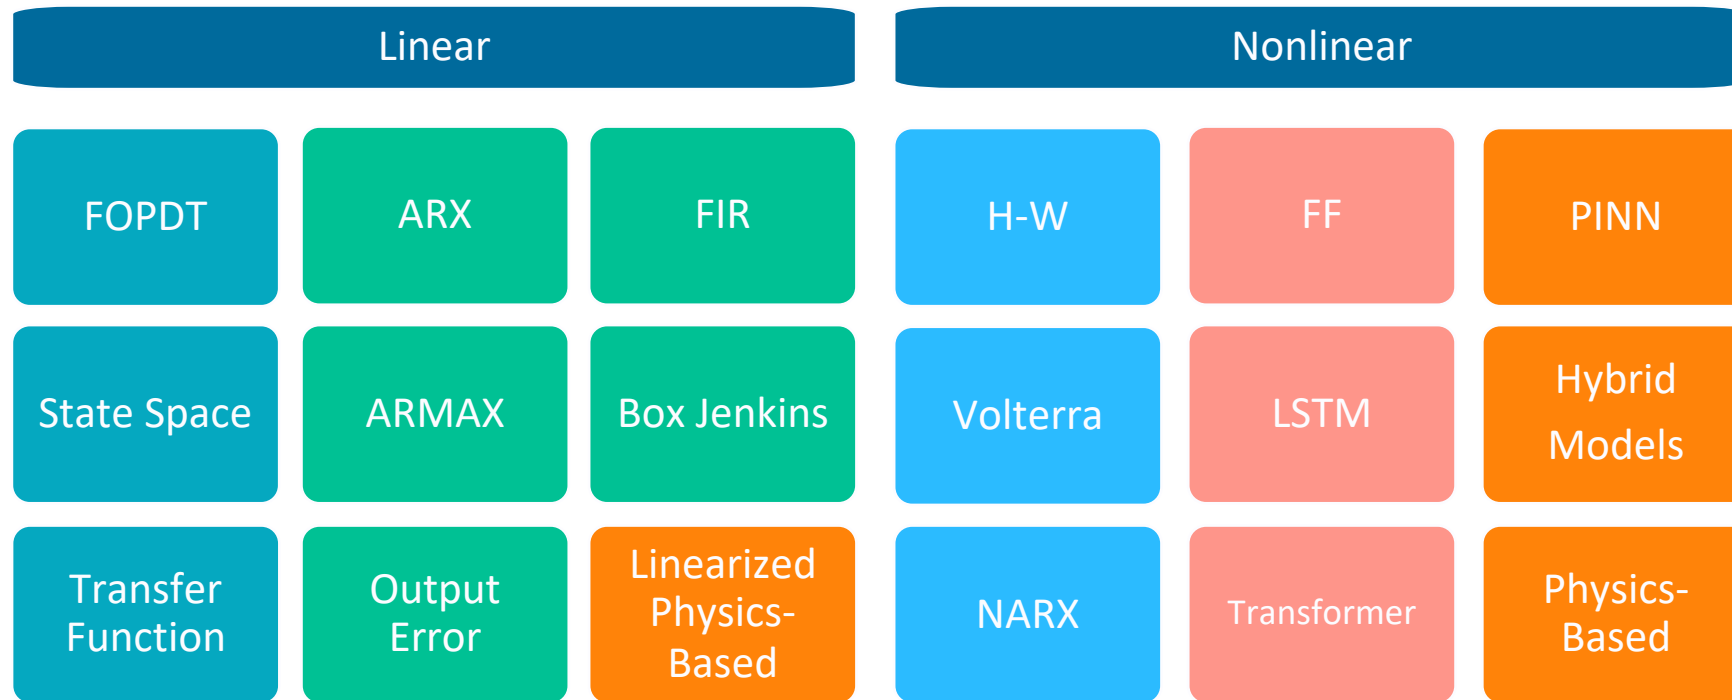 Linear
Nonlinear
FOPDT
ARX
FIR
H-W
FF
PINN
State Space
ARMAX
Box Jenkins
Volterra
LSTM
Hybrid
Models
Transfer
Function
Output
Error
Linearized
Physics-
Based
NARX
Transformer
Physics-
Based